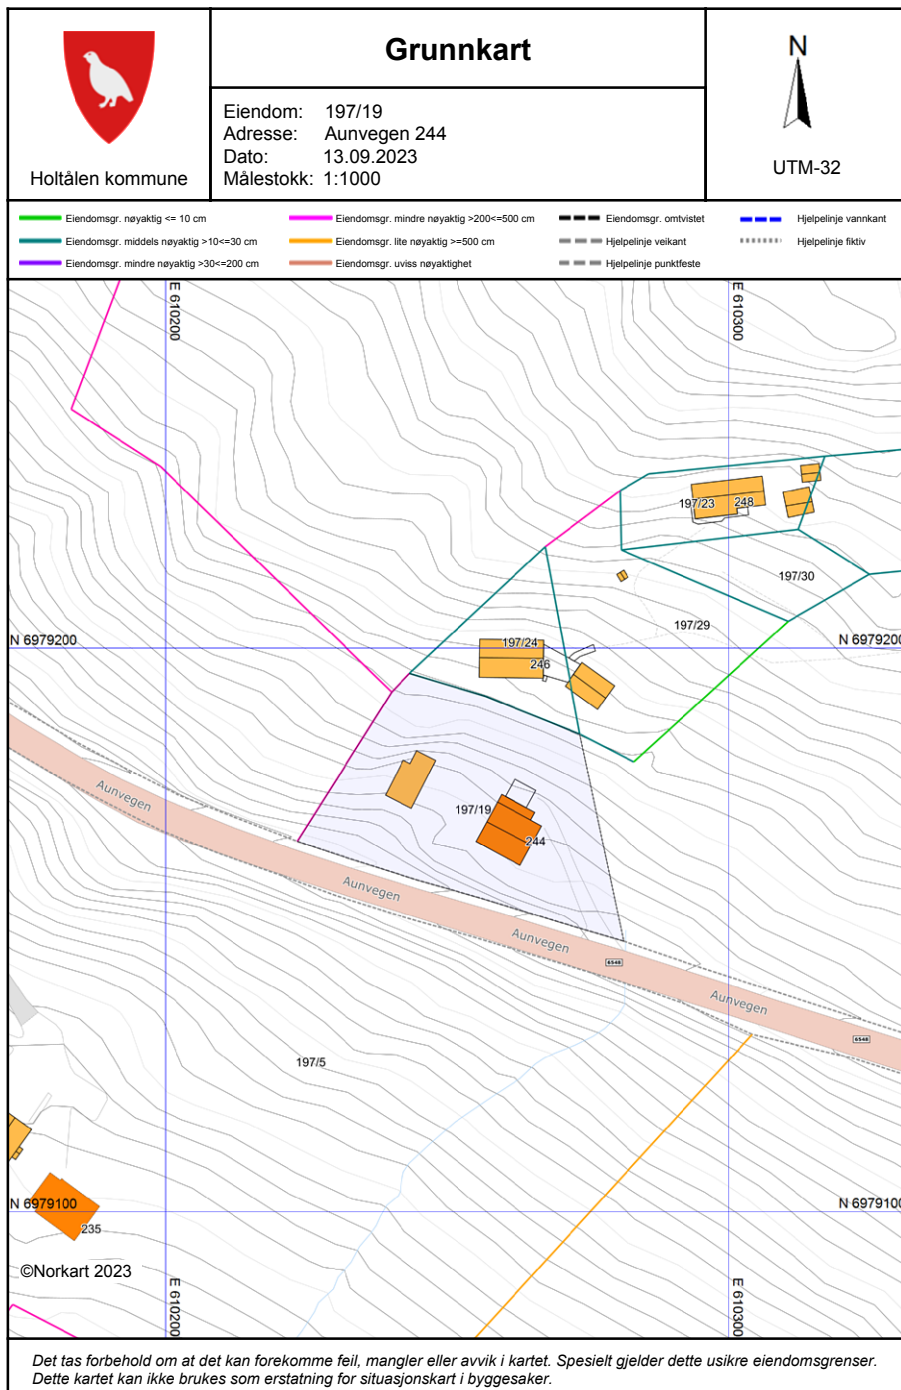 Grunnkart
Holtålen kommune
Eiendom: 197/19
Adresse: Aunvegen 244
Dato: 13.09.2023
Målestokk: 1:1000
N
UTM-32
Eiendomsgr. nøyaktig <= 10 cm
Eiendomsgr. middels nøyaktig >10<=30 cm
Eiendomsgr. mindre nøyaktig >30<=200 cm
Eiendomsgr. mindre nøyaktig >200<=500 cm
Eiendomsgr. lite nøyaktig >=500 cm
Eiendomsgr. uviss nøyaktighet
Eiendomsgr. omtvistet
Hjelpelinje veikant
Hjelpelinje punktfeste
Hjelpelinje vannkant
Hjelpelinje fiktiv
E 610200
E 610300
197/23
248
197/30
197/29
N 6979200
N 6979200
197/24
246
Aunvegen
197/19
244
Aunvegen
Aunvegen
6548
Aunvegen
6548
197/5
N 6979100
N 6979100
235
©Norkart 2023
E 610200
E 610300
Det tas forbehold om at det kan forekomme feil, mangler eller avvik i kartet. Spesielt gjelder dette usikre eiendomsgrenser.
Dette kartet kan ikke brukes som erstatning for situasjonskart i byggesaker.